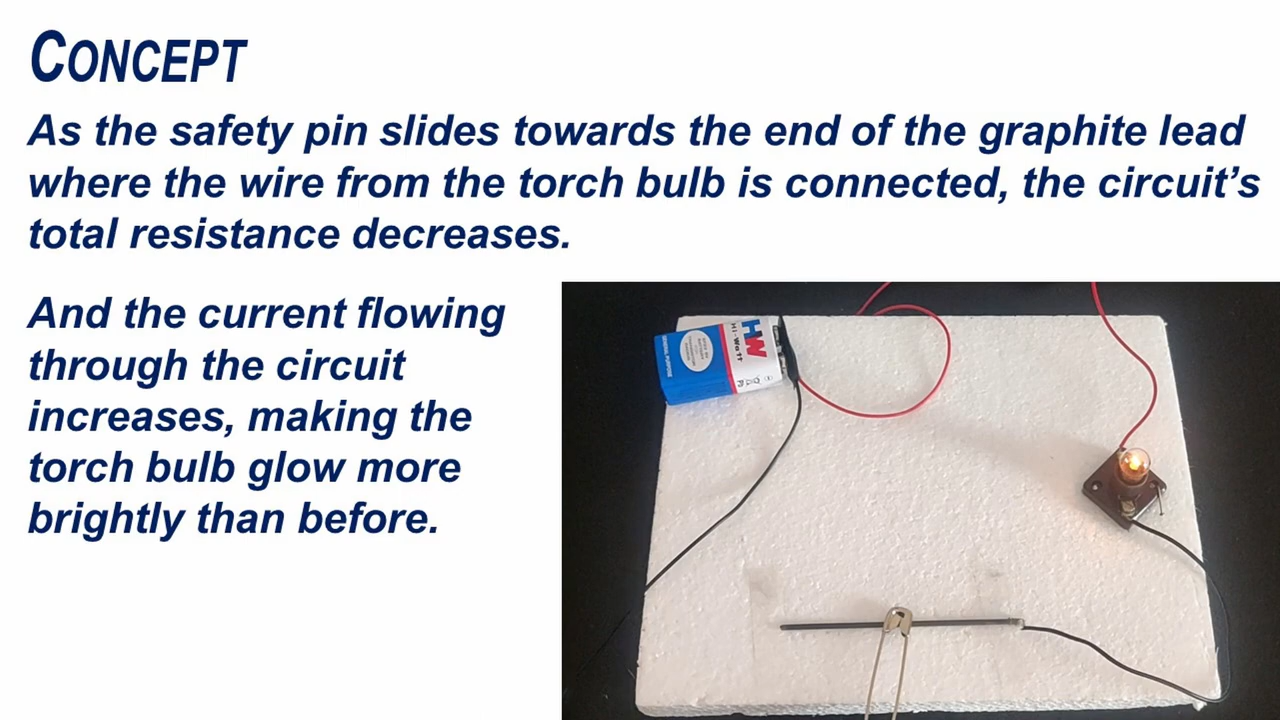 CONCEPT
As the safety pin slides towards the end of the graphite lead
where the wire from the torch bulb is connected, the circuit’s
total resistance decreases.
And the current flowing
through the circuit
increases, making the
torch bulb glow more
brightly than before.
HW
Hi-Watt